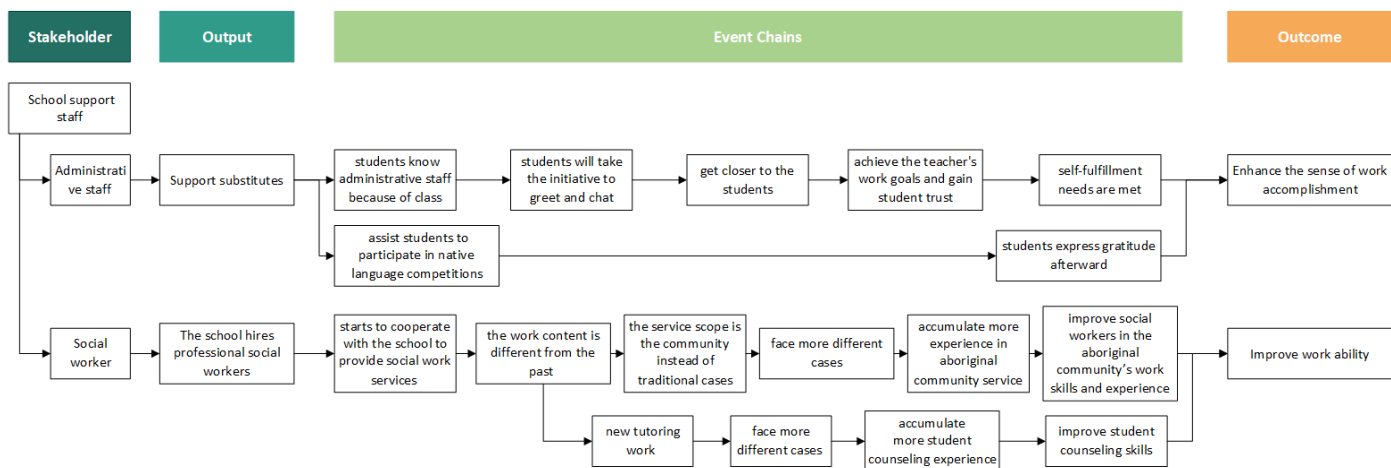 Stakeholder
Output
Event Chains
Outcome
School support
staff
Administrati
ve staff
Support substitutes
students know
administrative staff
because of class
students will take
the initiative to
greet and chat
get closer to the
students
achieve the teacher's
work goals and gain
student trust
self-fulfillment
needs are met
Enhance the sense of work
accomplishment
assist students to
participate in native
language competitions
students express gratitude
afterward
Social
worker
The school hires
professional social
workers
starts to cooperate
with the school to
provide social work
services
the work content is
different from the
past
the service scope is
the community
instead of
traditional cases
face more different
cases
accumulate more
experience in
aboriginal
community service
improve social
workers in the
aboriginal
community’s work
skills and experience
Improve work ability
new tutoring
work
face more
different cases
accumulate
more student
counseling experience
improve student
counseling skills